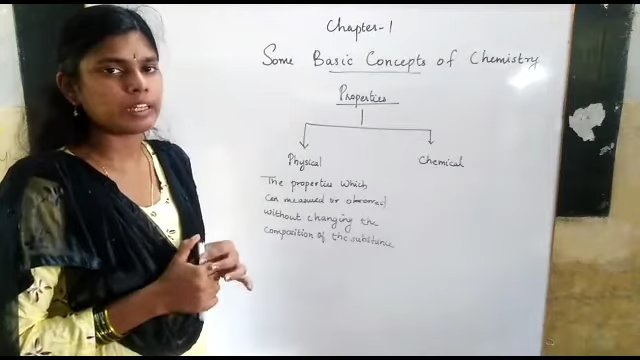 Chapter-1
Some Basic Concepts of Chemistry
Properties
Physical
Chemical
The properties which
can measured or observed
without changing the
composition of the substance